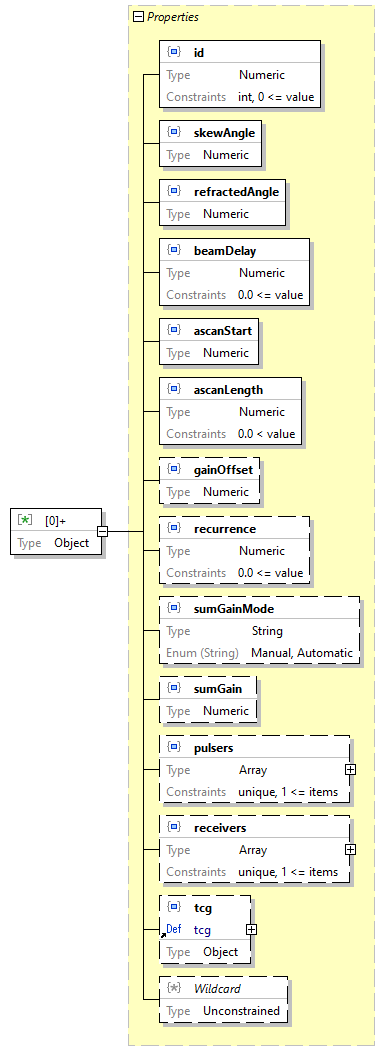 Properties
id
Type Numeric
Constraints int, 0 <= value
skewAngle
Type Numeric
refractedAngle
Type Numeric
beamDelay
Type Numeric
Constraints 0.0 <= value
ascanStart
Type Numeric
ascanLength
Type Numeric
Constraints 0.0 < value
gainOffset
Type Numeric
[0]+
Type Object
recurrence
Type Numeric
Constraints 0.0 <= value
sumGainMode
Type String
Enum (String) Manual, Automatic
sumGain
Type Numeric
pulsers
Type Array
Constraints unique, 1 <= items
receivers
Type Array
Constraints unique, 1 <= items
tcg
Def tcg
Type Object
Wildcard
Type Unconstrained